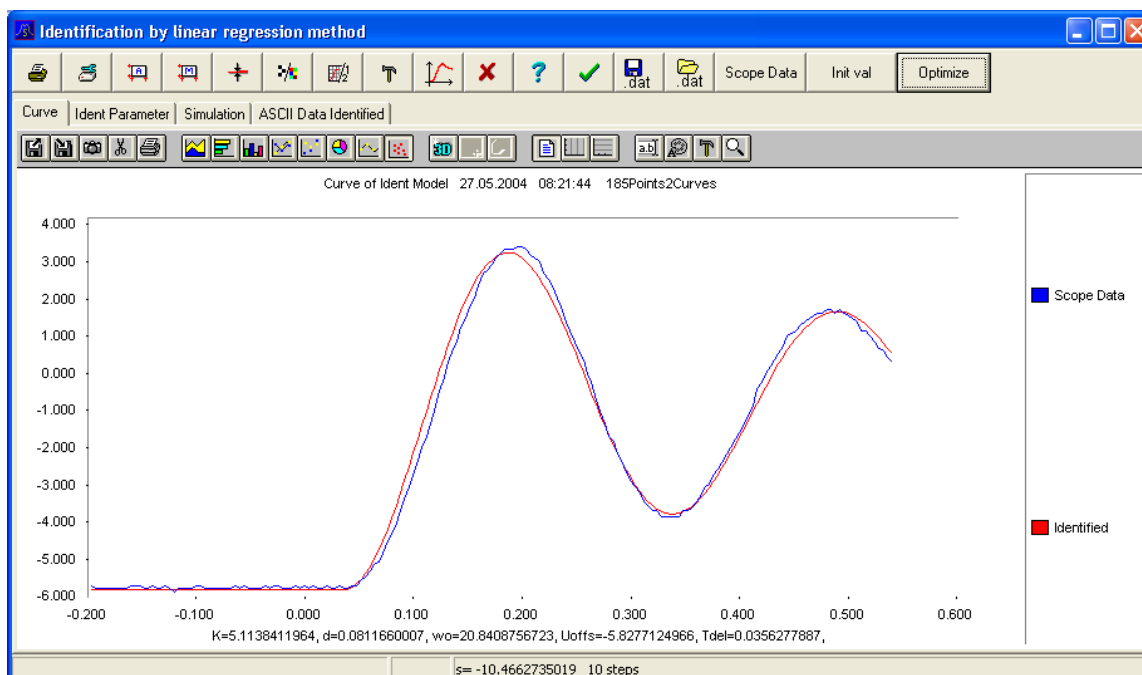 Identification by linear regression method
A M 1/2 ? .dat .dat Scope Data Init val Optimize
Curve Ident Parameter Simulation ASCII Data Identified
3D a.b
Curve of Ident Model 27.05.2004 08:21:44 185Points2Curves
4.000
3.000
2.000
1.000
0.000
-1.000
-2.000
-3.000
-4.000
-5.000
-6.000
-0.200 -0.100 0.000 0.100 0.200 0.300 0.400 0.500 0.600
K=5.1138411964, d=0.0811660007, wo=20.8408756723, Uoffs=-5.8277124966, Tdel=0.0356277887,
Scope Data
Identified
s= -10.4662735019 10 steps